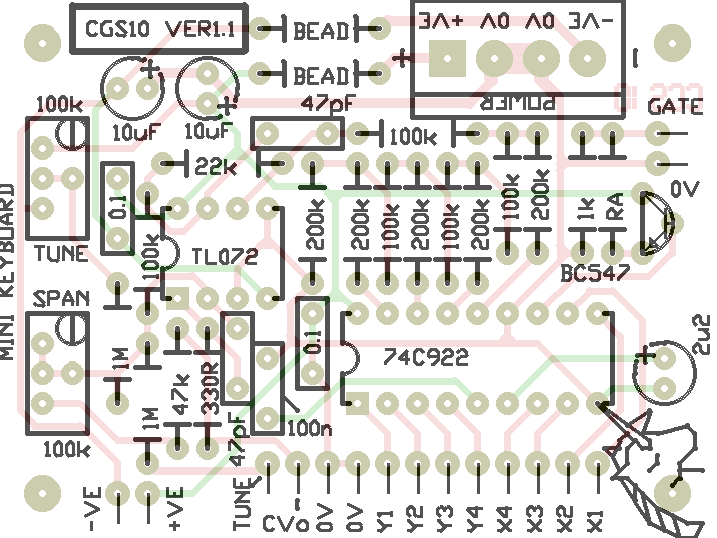 CGS10 VER1.1
BEAD
BEAD
+VE 0V 0V -VE
POWER
100k
10uF
10uF
47pF
100k
GATE
0V
22k
0.1
TUNE
MINI KEYBOARD
100k
TL072
200k
200k
100k
200k
100k
200k
100k
200k
1k
RA
BC547
SPAN
100k
1M
1M
47k
330R
47pF
100n
0.1
74C922
2u2
-VE
+VE
TUNE
CVo
0V
0V
Y1
Y2
Y3
Y4
X4
X3
X2
X1